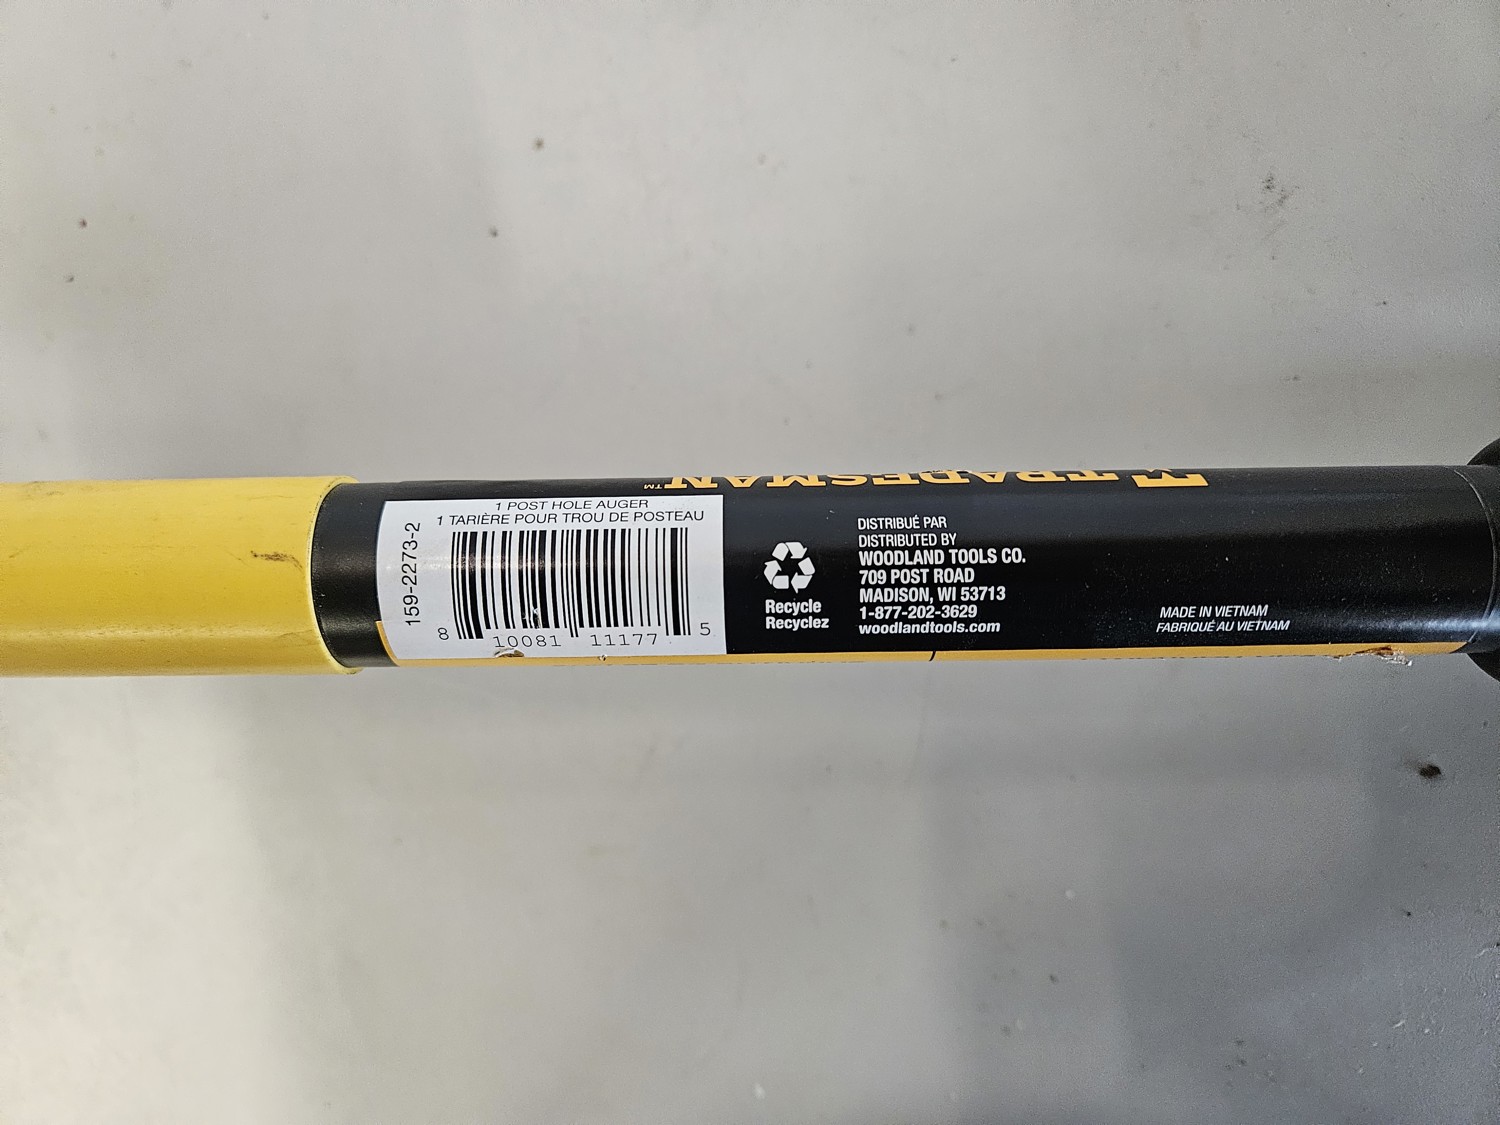 TRADESMAN™
1 POST HOLE AUGER
1 TARIÈRE POUR TROU DE POSTEAU
159-2273-2
8 10081 11177 5
Recycle
Recyclez
DISTRIBUÉ PAR
DISTRIBUTED BY
WOODLAND TOOLS CO.
709 POST ROAD
MADISON, WI 53713
1-877-202-3629
woodlandtools.com
MADE IN VIETNAM
FABRIQUÉ AU VIETNAM